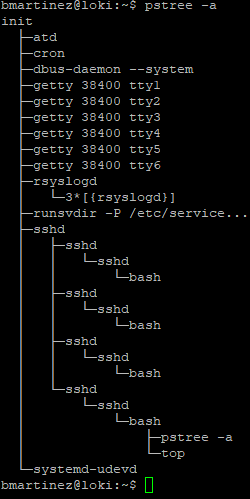 bmartinez@loki:~$ pstree -a
init
  ├─atd
  ├─cron
  ├─dbus-daemon --system
  ├─getty 38400 tty1
  ├─getty 38400 tty2
  ├─getty 38400 tty3
  ├─getty 38400 tty4
  ├─getty 38400 tty5
  ├─getty 38400 tty6
  ├─rsyslogd
  │   └─3*[{rsyslogd}]
  ├─runsvdir -P /etc/service...
  ├─sshd
  │   ├─sshd
  │   │   └─sshd
  │   │       └─bash
  │   ├─sshd
  │   │   └─sshd
  │   │       └─bash
  │   ├─sshd
  │   │   └─sshd
  │   │       └─bash
  │   └─sshd
  │       └─sshd
  │           └─bash
  │               ├─pstree -a
  │               └─top
  └─systemd-udevd
bmartinez@loki:~$